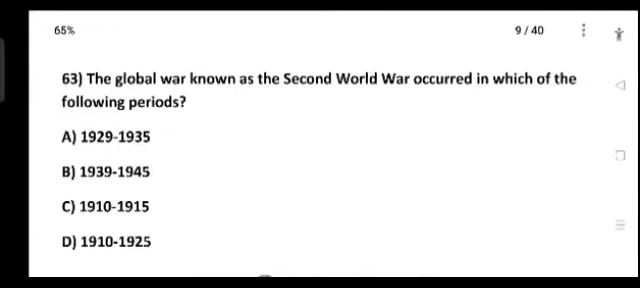 65%
9 / 40
63) The global war known as the Second World War occurred in which of the
following periods?
A) 1929-1935
B) 1939-1945
C) 1910-1915
D) 1910-1925